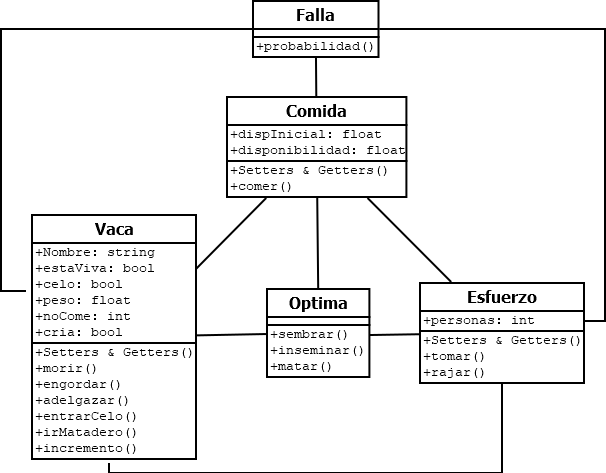 Falla
+probabilidad()
Comida
+dispInicial: float
+disponibilidad: float
+Setters & Getters()
+comer()
Vaca
+Nombre: string
+estaViva: bool
+celo: bool
+peso: float
+noCome: int
+cria: bool
+Setters & Getters()
+morir()
+engordar()
+adelgazar()
+entrarCelo()
+irMatadero()
+incremento()
Optima
+sembrar()
+inseminar()
+matar()
Esfuerzo
+personas: int
+Setters & Getters()
+tomar()
+rajar()